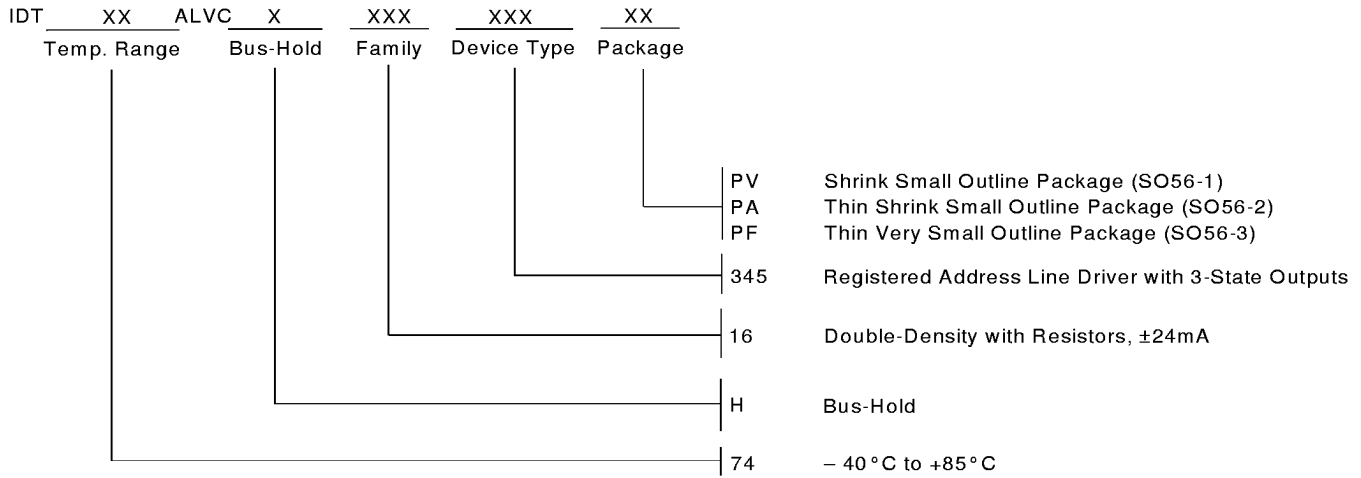 IDT XX ALVC X XXX XXX XX
Temp. Range Bus-Hold Family Device Type Package
PV Shrink Small Outline Package (SO56-1)
PA Thin Shrink Small Outline Package (SO56-2)
PF Thin Very Small Outline Package (SO56-3)
345 Registered Address Line Driver with 3-State Outputs
16 Double-Density with Resistors, ±24mA
H Bus-Hold
74 – 40°C to +85°C